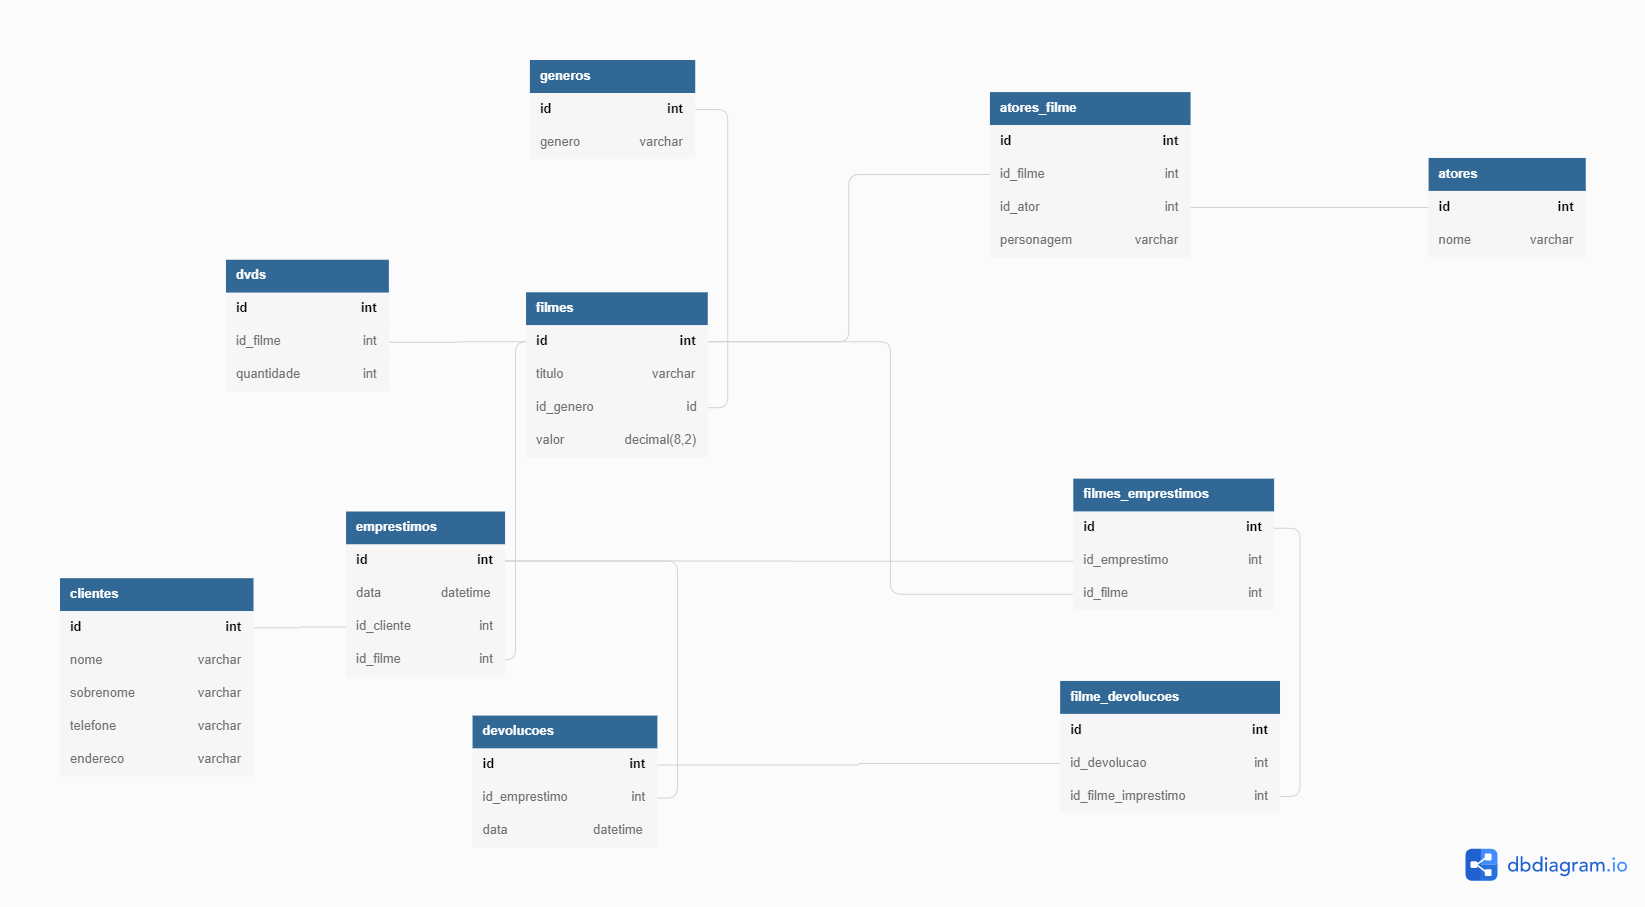 generos
id int
genero varchar
atores_filme
id int
id_filme int
id_ator int
personagem varchar
atores
id int
nome varchar
dvds
id int
id_filme int
quantidade int
filmes
id int
titulo varchar
id_genero id
valor decimal(8,2)
filmes_emprestimos
id int
id_emprestimo int
id_filme int
emprestimos
id int
data datetime
id_cliente int
id_filme int
clientes
id int
nome varchar
sobrenome varchar
telefone varchar
endereco varchar
devolucoes
id int
id_emprestimo int
data datetime
filme_devolucoes
id int
id_devolucao int
id_filme_imprestimo int
dbdiagram.io